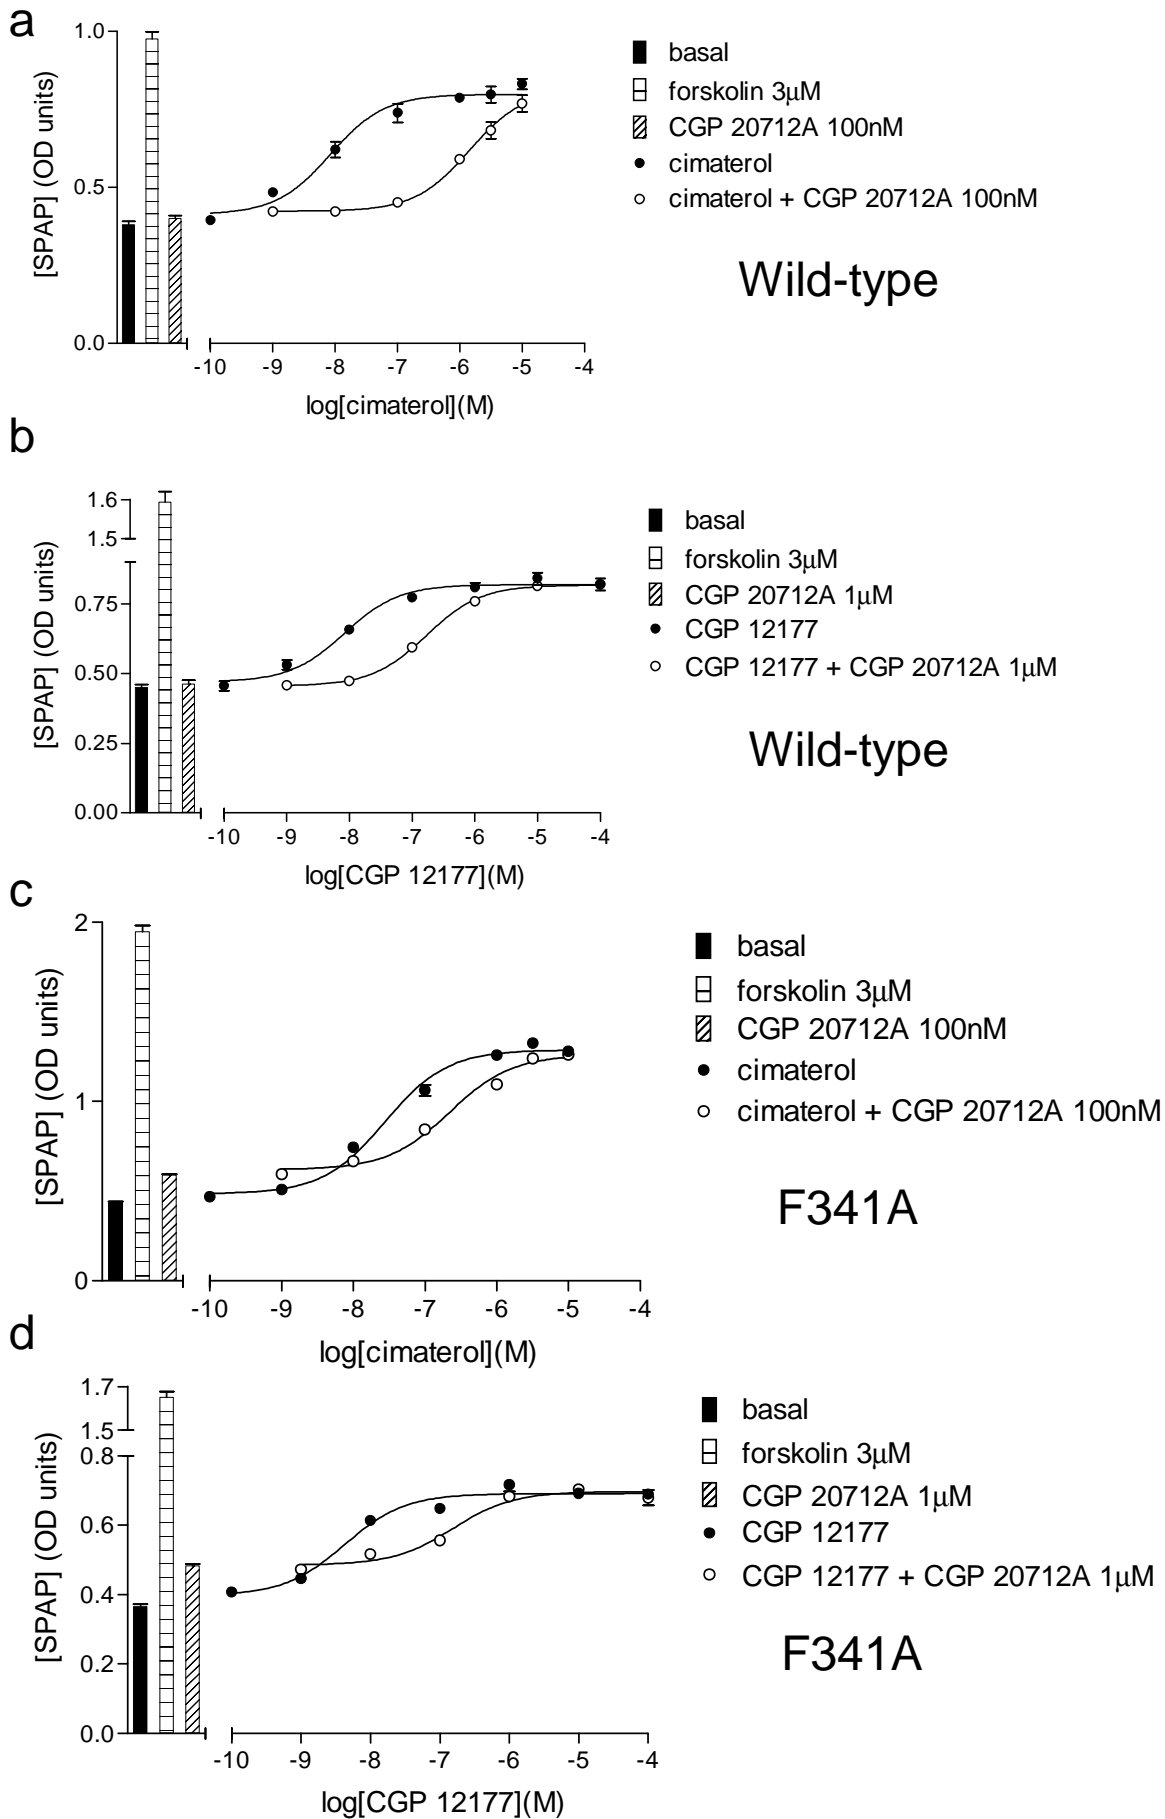 a
1.0
0.5
0.0
[SPAP] (OD units)
-10 -9 -8 -7 -6 -5 -4
log[cimaterol](M)
basal
forskolin 3μM
CGP 20712A 100nM
cimaterol
cimaterol + CGP 20712A 100nM
Wild-type
b
1.6
1.5
0.75
0.50
0.25
0.00
[SPAP] (OD units)
-10 -9 -8 -7 -6 -5 -4
log[CGP 12177](M)
basal
forskolin 3μM
CGP 20712A 1μM
CGP 12177
CGP 12177 + CGP 20712A 1μM
Wild-type
c
2
1
0
[SPAP] (OD units)
-10 -9 -8 -7 -6 -5 -4
log[cimaterol](M)
basal
forskolin 3μM
CGP 20712A 100nM
cimaterol
cimaterol + CGP 20712A 100nM
F341A
d
1.7
1.5
0.8
0.6
0.4
0.2
0.0
[SPAP] (OD units)
-10 -9 -8 -7 -6 -5 -4
log[CGP 12177](M)
basal
forskolin 3μM
CGP 20712A 1μM
CGP 12177
CGP 12177 + CGP 20712A 1μM
F341A